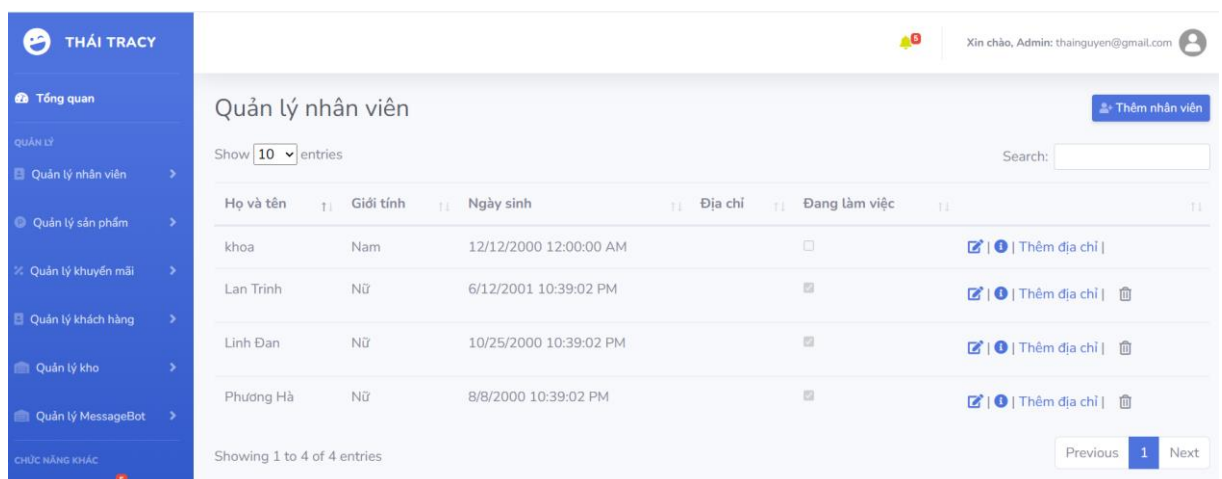 THÁI TRACY
5
Xin chào, Admin: thainguyen@gmail.com
Tổng quan
QUẢN LÝ
Quản lý nhân viên
Quản lý sản phẩm
Quản lý khuyến mãi
Quản lý khách hàng
Quản lý kho
Quản lý MessageBot
CHỨC NĂNG KHÁC
5
Quản lý nhân viên
Thêm nhân viên
Show 10 entries
Search:
Họ và tên Giới tính Ngày sinh Địa chỉ Đang làm việc
khoa Nam 12/12/2000 12:00:00 AM | | Thêm địa chỉ |
Lan Trinh Nữ 6/12/2001 10:39:02 PM | | Thêm địa chỉ |
Linh Đan Nữ 10/25/2000 10:39:02 PM | | Thêm địa chỉ |
Phương Hà Nữ 8/8/2000 10:39:02 PM | | Thêm địa chỉ |
Showing 1 to 4 of 4 entries
Previous 1 Next